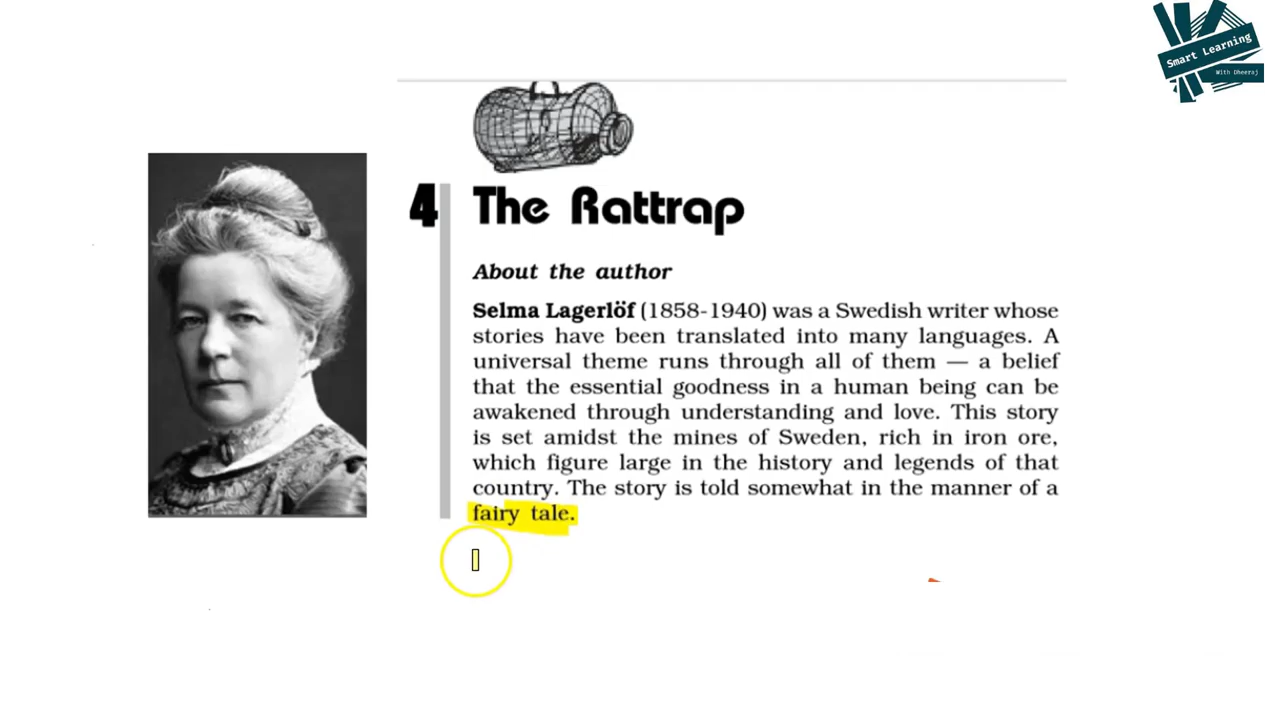 Smart Learning
With Dheeraj
4 The Rattrap
About the author
Selma Lagerlöf (1858-1940) was a Swedish writer whose
stories have been translated into many languages. A
universal theme runs through all of them — a belief
that the essential goodness in a human being can be
awakened through understanding and love. This story
is set amidst the mines of Sweden, rich in iron ore,
which figure large in the history and legends of that
country. The story is told somewhat in the manner of a
fairy tale.